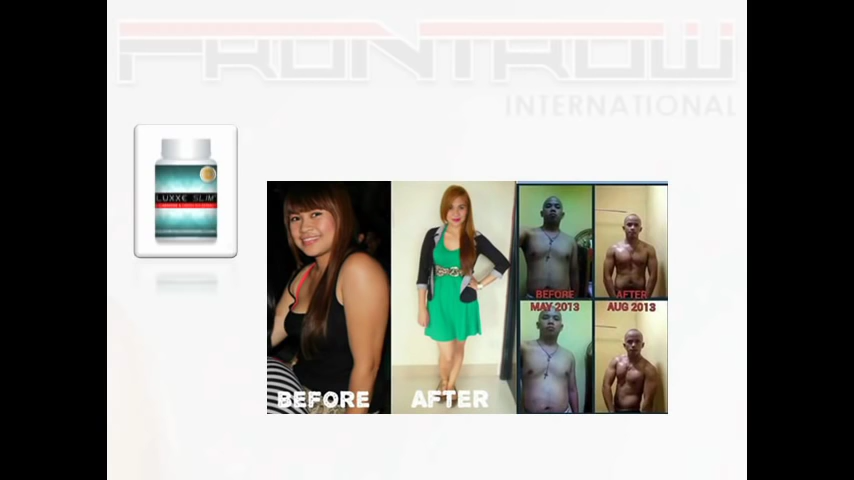 FRONTROW
INTERNATIONAL
LUXXE SLIM
BEFORE
AFTER
BEFORE
MAY 2013
AFTER
AUG 2013